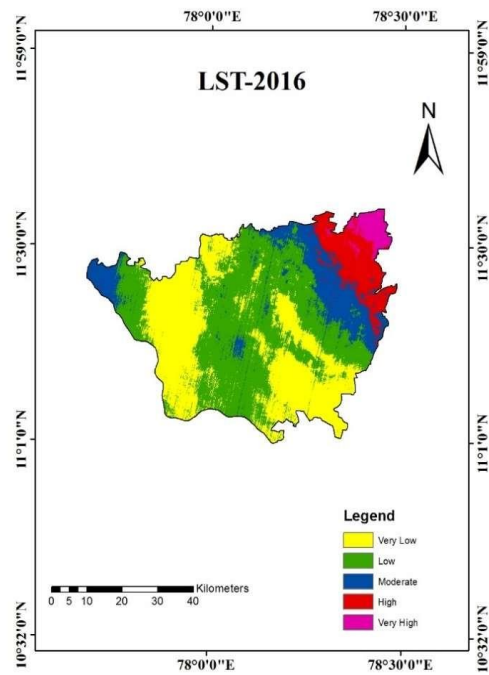 78°0'0"E 78°30'0"E
11°59'0"N 11°59'0"N
LST-2016
N
11°30'0"N 11°30'0"N
11°1'0"N 11°1'0"N
Legend
Very Low
Low
Moderate
High
Very High
Kilometers
0 5 10 20 30 40
10°32'0"N 10°32'0"N
78°0'0"E 78°30'0"E